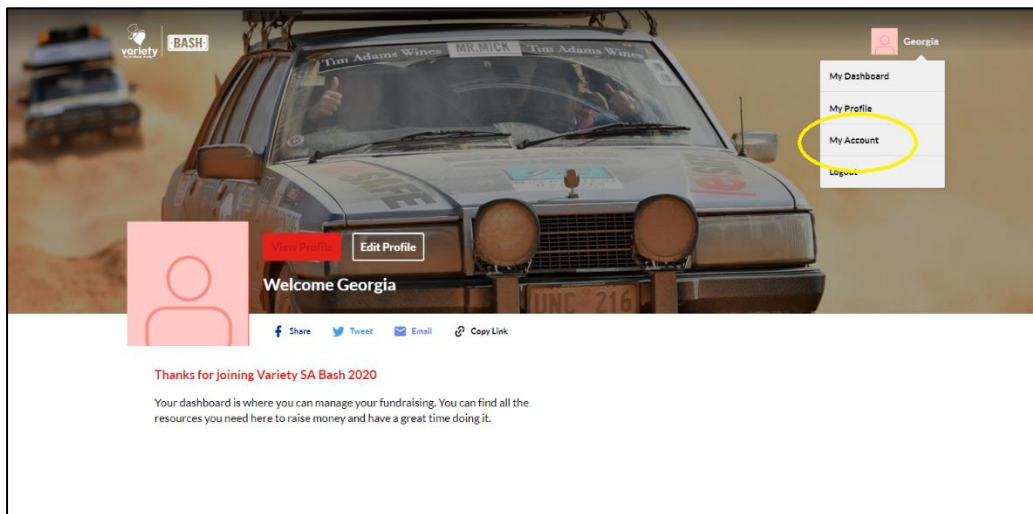 variety
BASH
Georgia
My Dashboard
My Profile
My Account
Logout
Tim Adams Wines MR.MICK Tim Adams Wines
UNC 216
View Profile
Edit Profile
Welcome Georgia
Share Tweet Email Copy Link
Thanks for joining Variety SA Bash 2020
Your dashboard is where you can manage your fundraising. You can find all the
resources you need here to raise money and have a great time doing it.